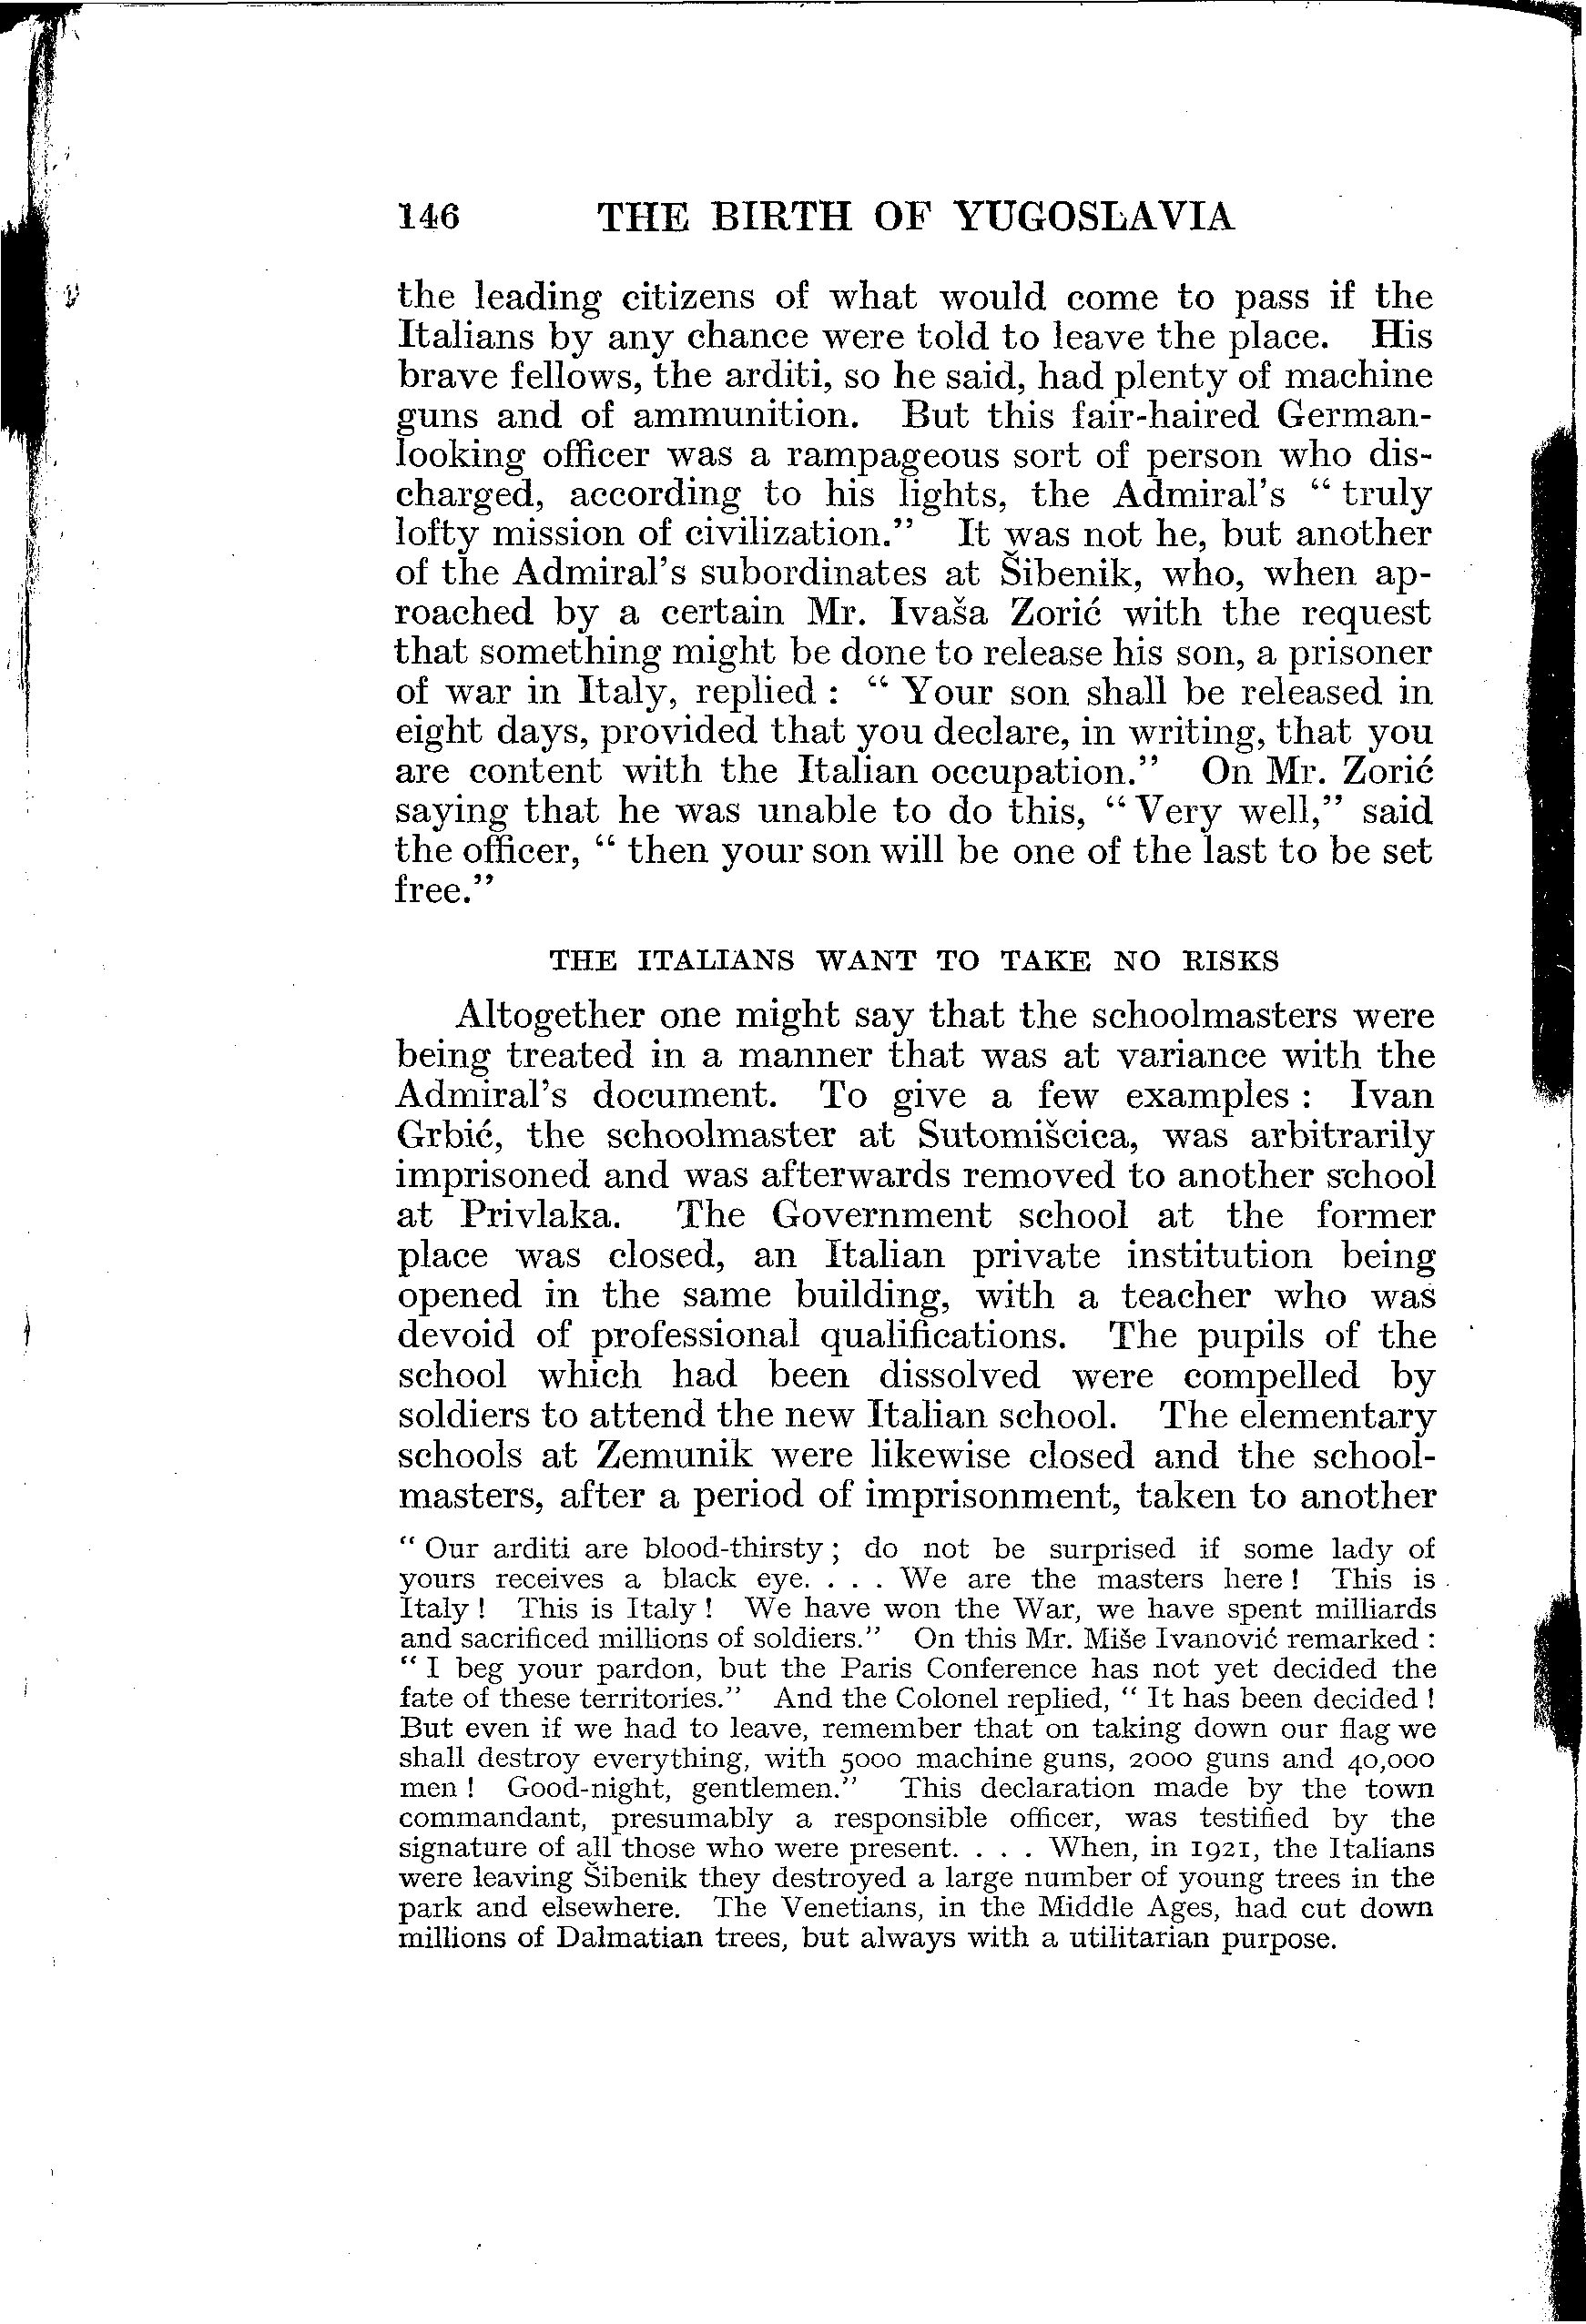 146 THE BIRTH OF YUGOSLAVIA
the leading citizens of what would come to pass if the
Italians by any chance were told to leave the place. His
brave fellows, the arditi, so he said, had plenty of machine
guns and of ammunition. But this fair-haired German-
looking officer was a rampageous sort of person who dis-
charged, according to his lights, the Admiral's “ truly
lofty mission of civilization.” It was not he, but another
of the Admiral's subordinates at Šibenik, who, when ap-
roached by a certain Mr. Ivaša Zorić with the request
that something might be done to release his son, a prisoner
of war in Italy, replied : “ Your son shall be released in
eight days, provided that you declare, in writing, that you
are content with the Italian occupation.” On Mr. Zorić
saying that he was unable to do this, “ Very well,” said
the officer, “ then your son will be one of the last to be set
free.”
THE ITALIANS WANT TO TAKE NO RISKS
Altogether one might say that the schoolmasters were
being treated in a manner that was at variance with the
Admiral's document. To give a few examples : Ivan
Grbić, the schoolmaster at Sutomišcica, was arbitrarily
imprisoned and was afterwards removed to another school
at Privlaka. The Government school at the former
place was closed, an Italian private institution being
opened in the same building, with a teacher who was
devoid of professional qualifications. The pupils of the
school which had been dissolved were compelled by
soldiers to attend the new Italian school. The elementary
schools at Zemunik were likewise closed and the school-
masters, after a period of imprisonment, taken to another
“ Our arditi are blood-thirsty ; do not be surprised if some lady of
yours receives a black eye. . . . We are the masters here ! This is
Italy ! This is Italy ! We have won the War, we have spent milliards
and sacrificed millions of soldiers.” On this Mr. Miše Ivanović remarked :
“ I beg your pardon, but the Paris Conference has not yet decided the
fate of these territories.” And the Colonel replied, “ It has been decided !
But even if we had to leave, remember that on taking down our flag we
shall destroy everything, with 5000 machine guns, 2000 guns and 40,000
men ! Good-night, gentlemen.” This declaration made by the town
commandant, presumably a responsible officer, was testified by the
signature of all those who were present. . . . When, in 1921, the Italians
were leaving Šibenik they destroyed a large number of young trees in the
park and elsewhere. The Venetians, in the Middle Ages, had cut down
millions of Dalmatian trees, but always with a utilitarian purpose.